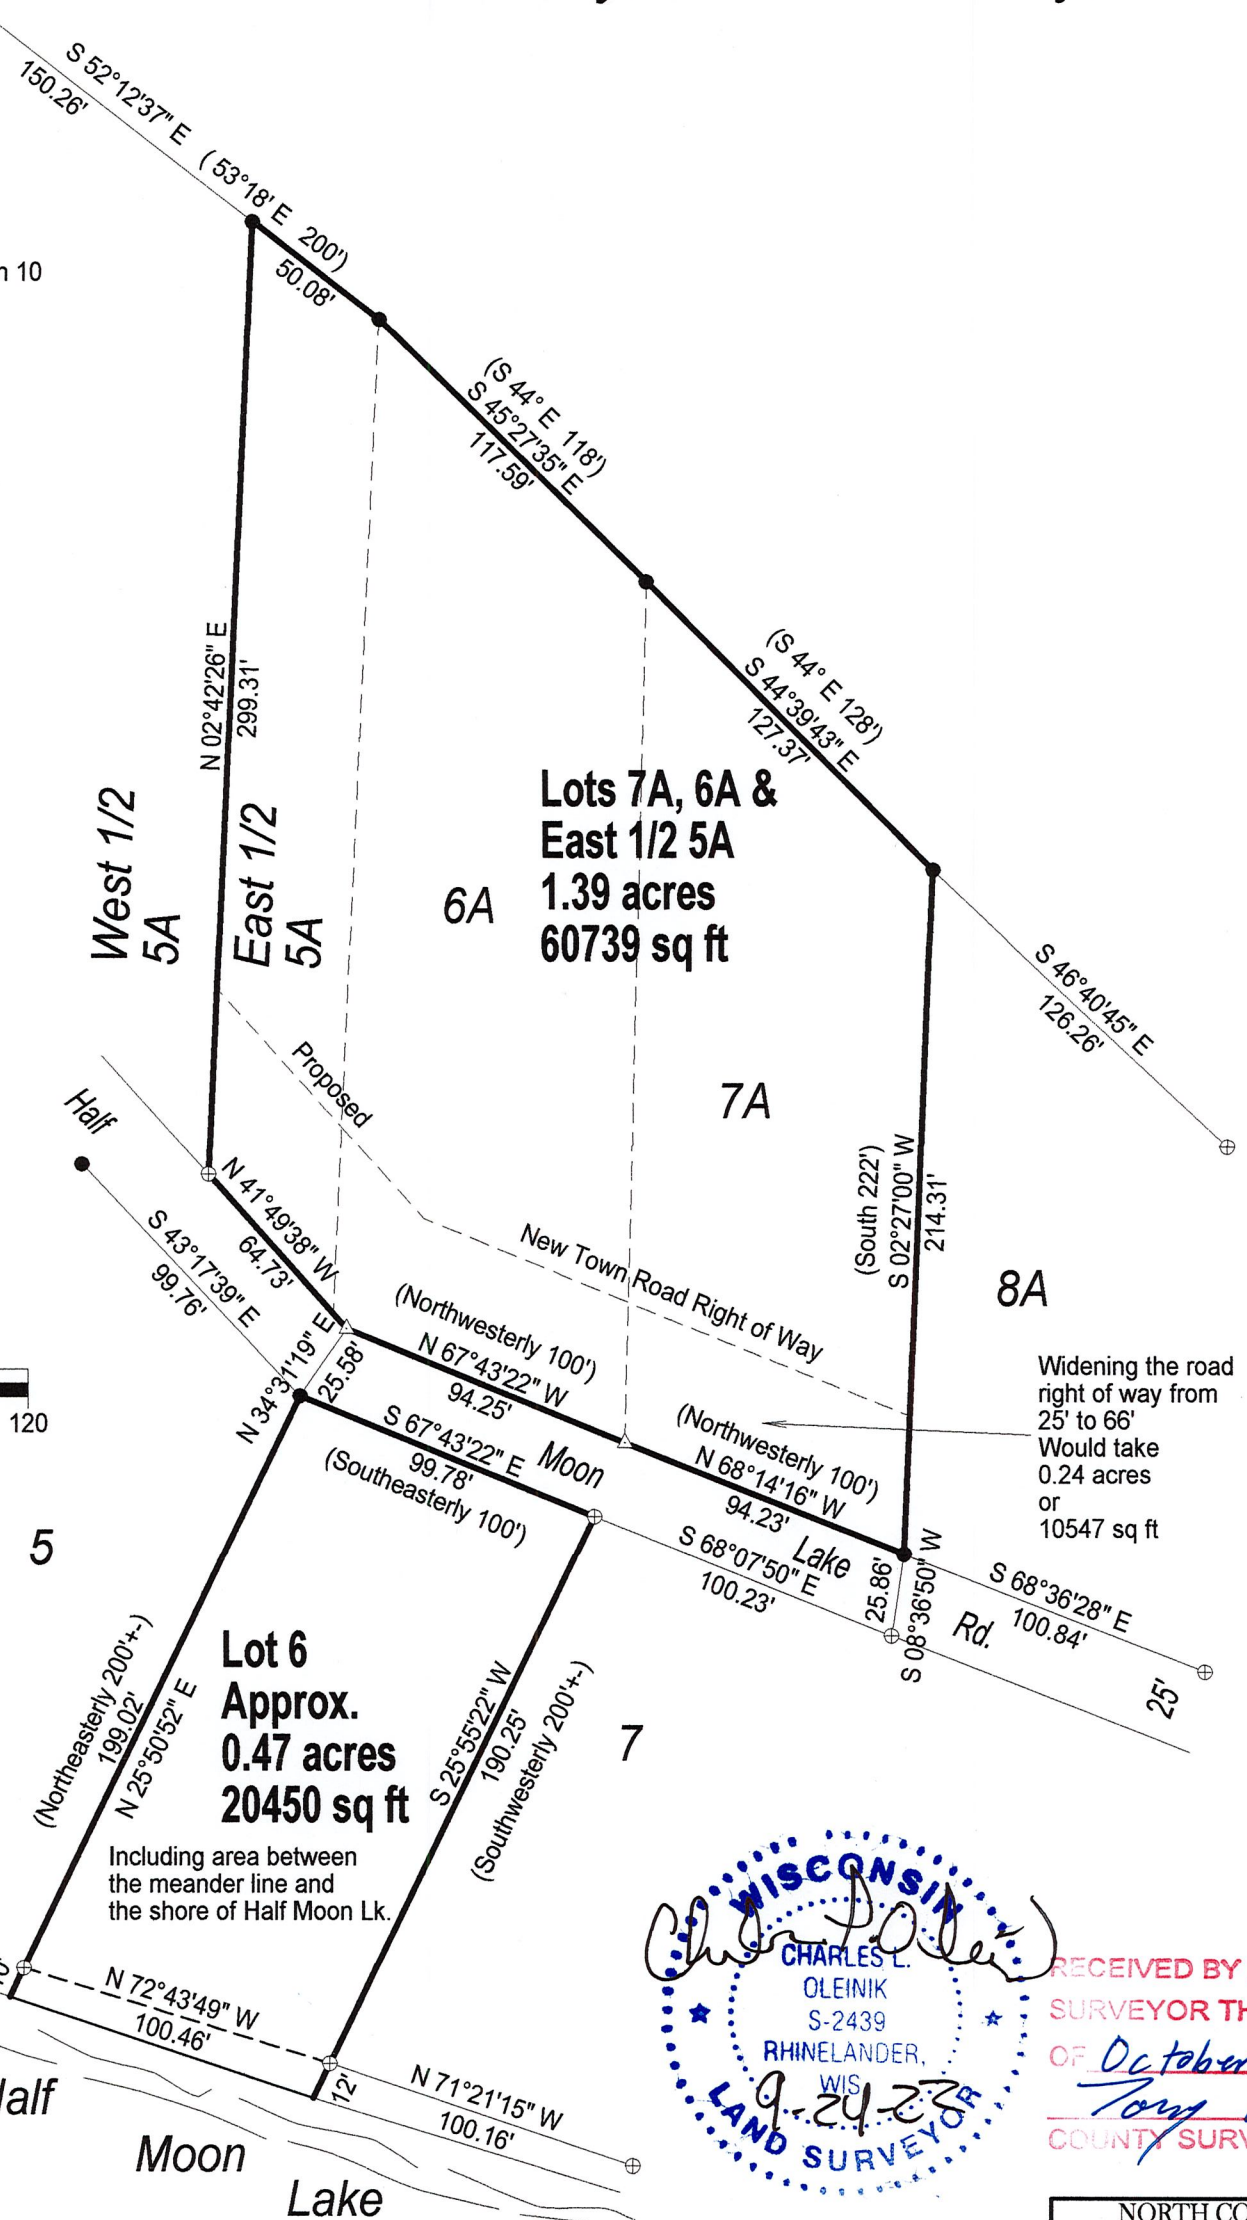 S 52°12'37" E
150.26'
( 53°18' E 200')
50.08'
10
(S 44° E 118')
S 45°27'35" E
117.59'
(S 44° E 128')
S 44°39'43" E
127.37'
N 02°42'26" E
299.31'
Lots 7A, 6A &
East 1/2 5A
1.39 acres
60739 sq ft
West 1/2
5A
East 1/2
5A
6A
7A
S 46°40'45" E
126.26'
Proposed
New Town Road Right of Way
(South 222')
S 02°27'00" W
214.31'
8A
Half
N 41°49'38" W
64.73'
S 43°17'39" E
99.76'
N 34°31'19" E
25.58'
(Northwesterly 100')
N 67°43'22" W
94.25'
S 67°43'22" E
99.78'
(Southeasterly 100')
Moon
(Northwesterly 100')
N 68°14'16" W
94.23'
Lake
S 68°07'50" E
100.23'
25.86'
S 08°36'50" W
Rd.
S 68°36'28" E
100.84'
25'
Widening the road
right of way from
25' to 66'
Would take
0.24 acres
or
10547 sq ft
120
5
(Northeasterly 200'+-)
199.02'
N 25°50'52" E
Lot 6
Approx.
0.47 acres
20450 sq ft
Including area between
the meander line and
the shore of Half Moon Lk.
S 25°55'22" W
190.25'
(Southwesterly 200'+-)
7
N 72°43'49" W
100.46'
12'
N 71°21'15" W
100.16'
Moon
Lake
WISCONSIN
CHARLES L.
OLEINIK
S-2439
RHINELANDER,
WIS.
9-24-23
LAND SURVEYOR
RECEIVED BY
SURVEYOR
OF October
Tony
COUNTY
NORTH